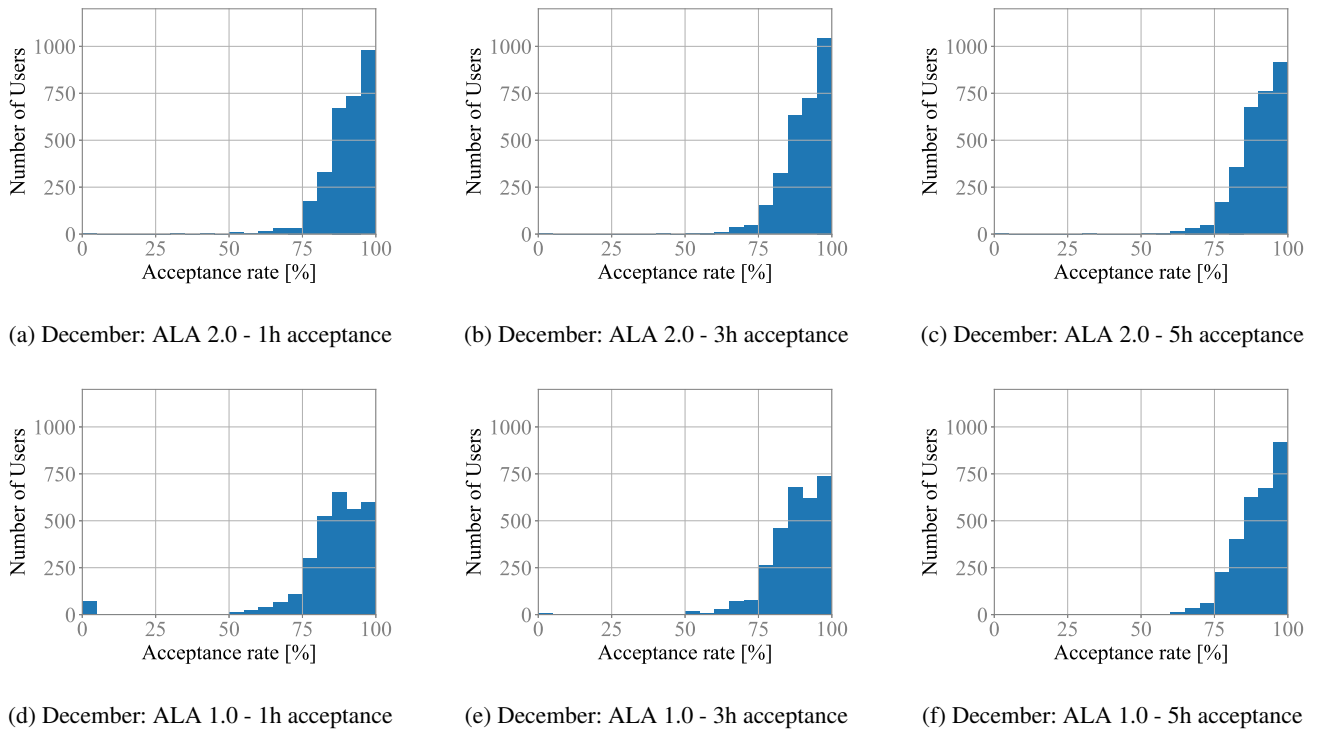 Number of Users
1000
750
500
250
0
0 25 50 75 100
Acceptance rate [%]
(a) December: ALA 2.0 - 1h acceptance
Number of Users
1000
750
500
250
0
0 25 50 75 100
Acceptance rate [%]
(b) December: ALA 2.0 - 3h acceptance
Number of Users
1000
750
500
250
0
0 25 50 75 100
Acceptance rate [%]
(c) December: ALA 2.0 - 5h acceptance
Number of Users
1000
750
500
250
0
0 25 50 75 100
Acceptance rate [%]
(d) December: ALA 1.0 - 1h acceptance
Number of Users
1000
750
500
250
0
0 25 50 75 100
Acceptance rate [%]
(e) December: ALA 1.0 - 3h acceptance
Number of Users
1000
750
500
250
0
0 25 50 75 100
Acceptance rate [%]
(f) December: ALA 1.0 - 5h acceptance